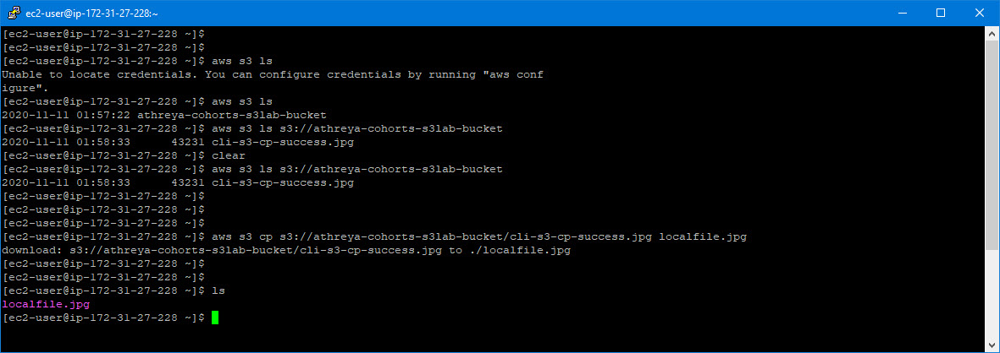 ec2-user@ip-172-31-27-228:~
[ec2-user@ip-172-31-27-228 ~]$
[ec2-user@ip-172-31-27-228 ~]$
[ec2-user@ip-172-31-27-228 ~]$ aws s3 ls
Unable to locate credentials. You can configure credentials by running "aws conf
igure".
[ec2-user@ip-172-31-27-228 ~]$ aws s3 ls
2020-11-11 01:57:22 athreya-cohorts-s3lab-bucket
[ec2-user@ip-172-31-27-228 ~]$ aws s3 ls s3://athreya-cohorts-s3lab-bucket
2020-11-11 01:58:33      43231 cli-s3-cp-success.jpg
[ec2-user@ip-172-31-27-228 ~]$ clear
[ec2-user@ip-172-31-27-228 ~]$ aws s3 ls s3://athreya-cohorts-s3lab-bucket
2020-11-11 01:58:33      43231 cli-s3-cp-success.jpg
[ec2-user@ip-172-31-27-228 ~]$
[ec2-user@ip-172-31-27-228 ~]$
[ec2-user@ip-172-31-27-228 ~]$
[ec2-user@ip-172-31-27-228 ~]$ aws s3 cp s3://athreya-cohorts-s3lab-bucket/cli-s3-cp-success.jpg localfile.jpg
download: s3://athreya-cohorts-s3lab-bucket/cli-s3-cp-success.jpg to ./localfile.jpg
[ec2-user@ip-172-31-27-228 ~]$
[ec2-user@ip-172-31-27-228 ~]$
[ec2-user@ip-172-31-27-228 ~]$ ls
localfile.jpg
[ec2-user@ip-172-31-27-228 ~]$